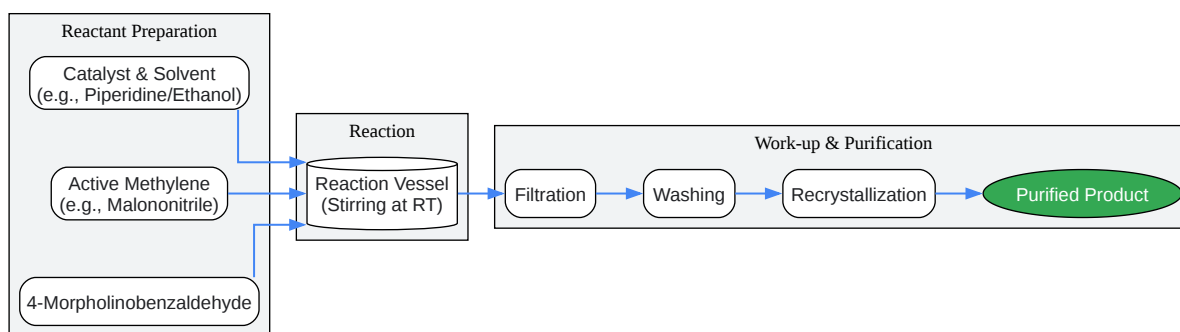 Reactant Preparation
Catalyst & Solvent
(e.g., Piperidine/Ethanol)
Active Methylene
(e.g., Malononitrile)
4-Morpholinobenzaldehyde
Reaction
Reaction Vessel
(Stirring at RT)
Work-up & Purification
Filtration
Washing
Recrystallization
Purified Product